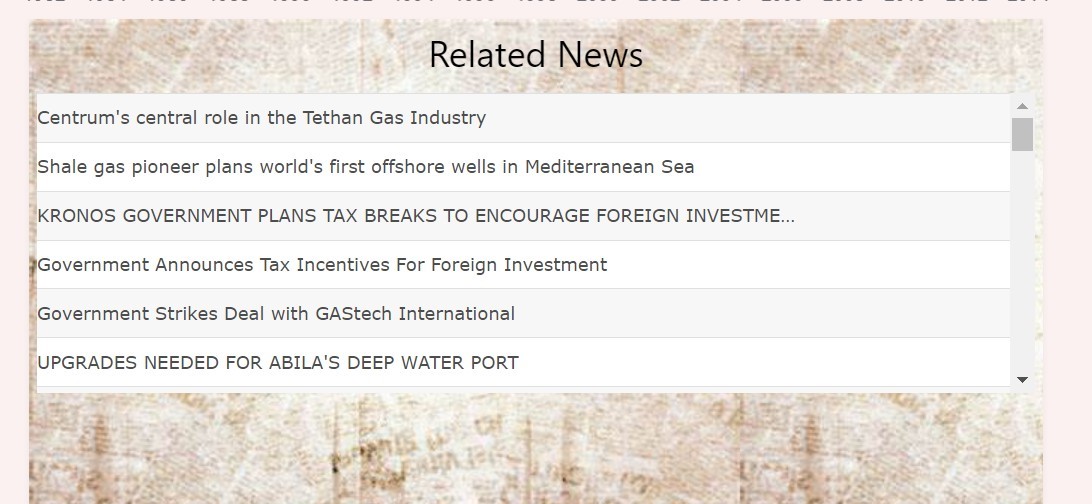 Related News
Centrum's central role in the Tethan Gas Industry
Shale gas pioneer plans world's first offshore wells in Mediterranean Sea
KRONOS GOVERNMENT PLANS TAX BREAKS TO ENCOURAGE FOREIGN INVESTME...
Government Announces Tax Incentives For Foreign Investment
Government Strikes Deal with GAStech International
UPGRADES NEEDED FOR ABILA'S DEEP WATER PORT